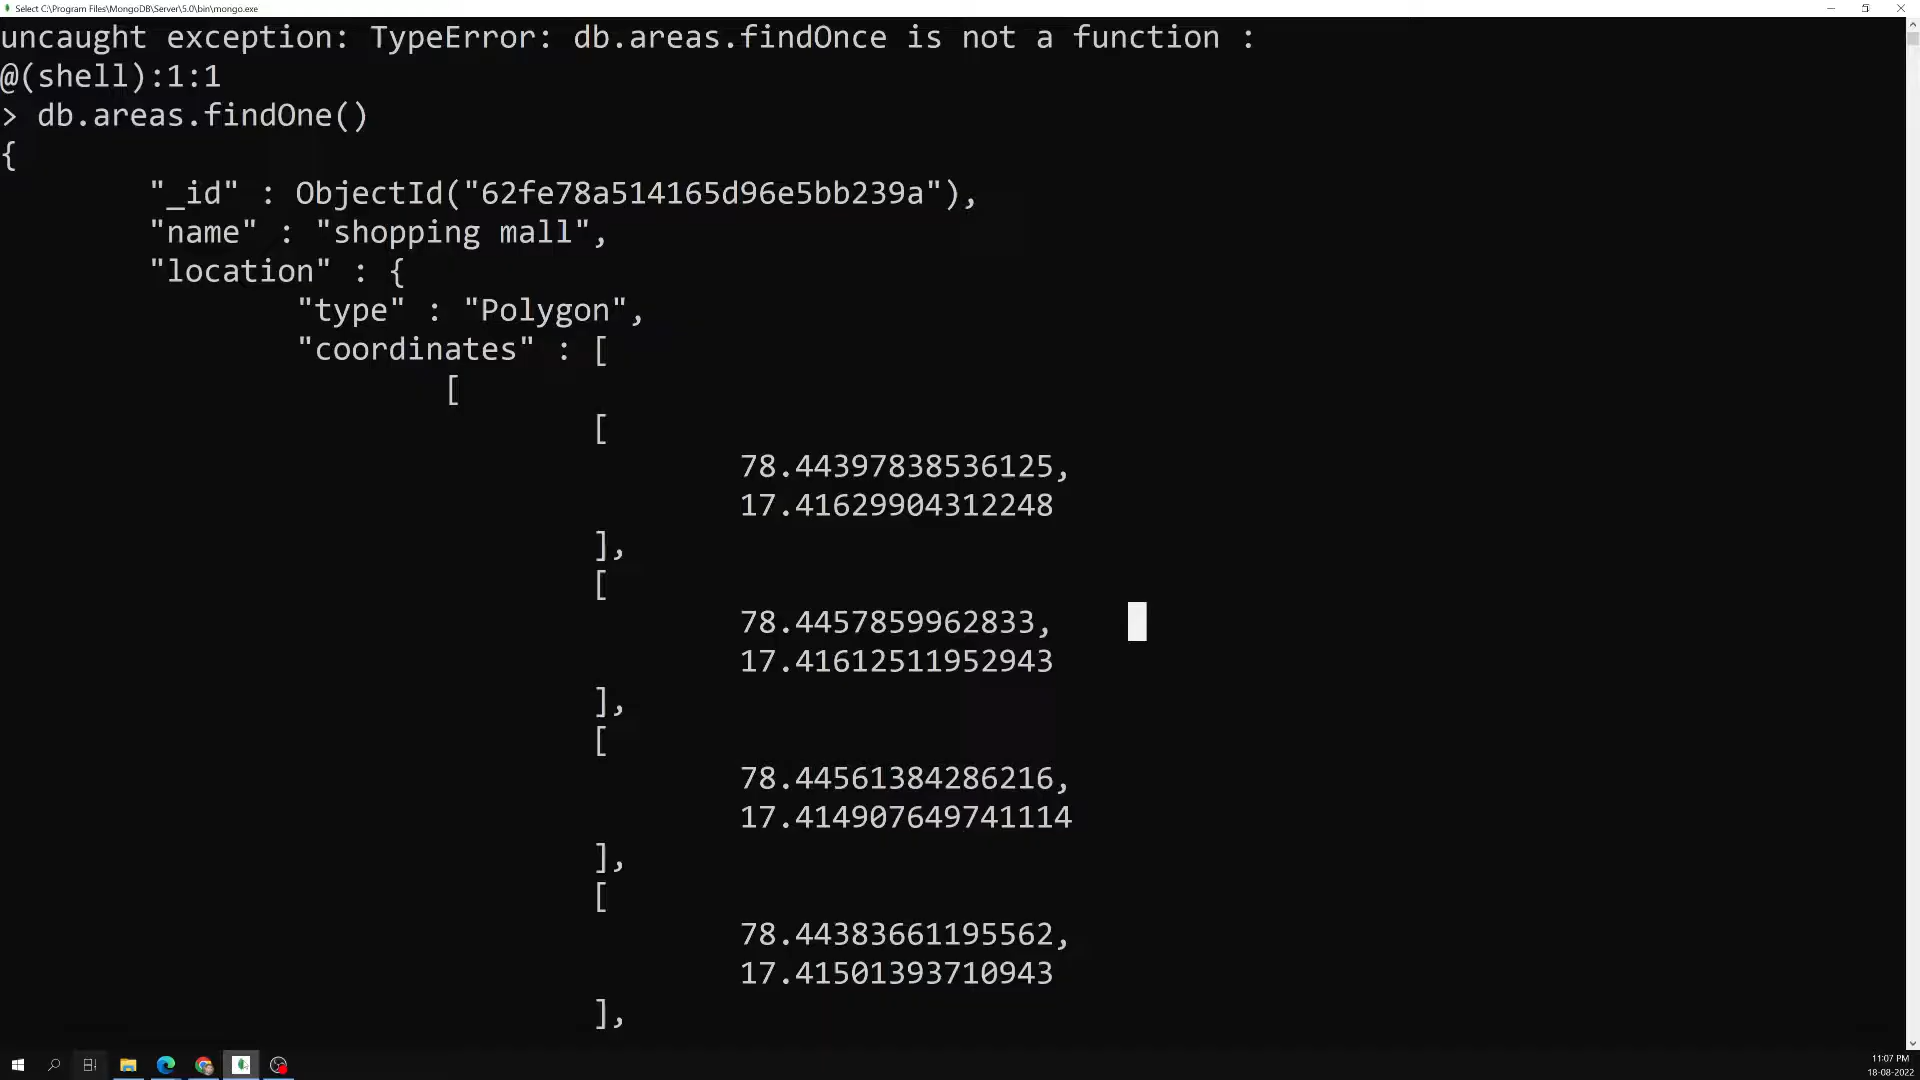 Select C:\Program Files\MongoDB\Server\5.0\bin\mongo.exe
uncaught exception: TypeError: db.areas.findOnce is not a function :
@(shell):1:1
> db.areas.findOne()
{
"_id" : ObjectId("62fe78a514165d96e5bb239a"),
"name" : "shopping mall",
"location" : {
"type" : "Polygon",
"coordinates" : [
[
[
78.44397838536125,
17.41629904312248
],
[
78.4457859962833,
17.41612511952943
],
[
78.44561384286216,
17.414907649741114
],
[
78.44383661195562,
17.41501393710943
],
11:07 PM
18-08-2022